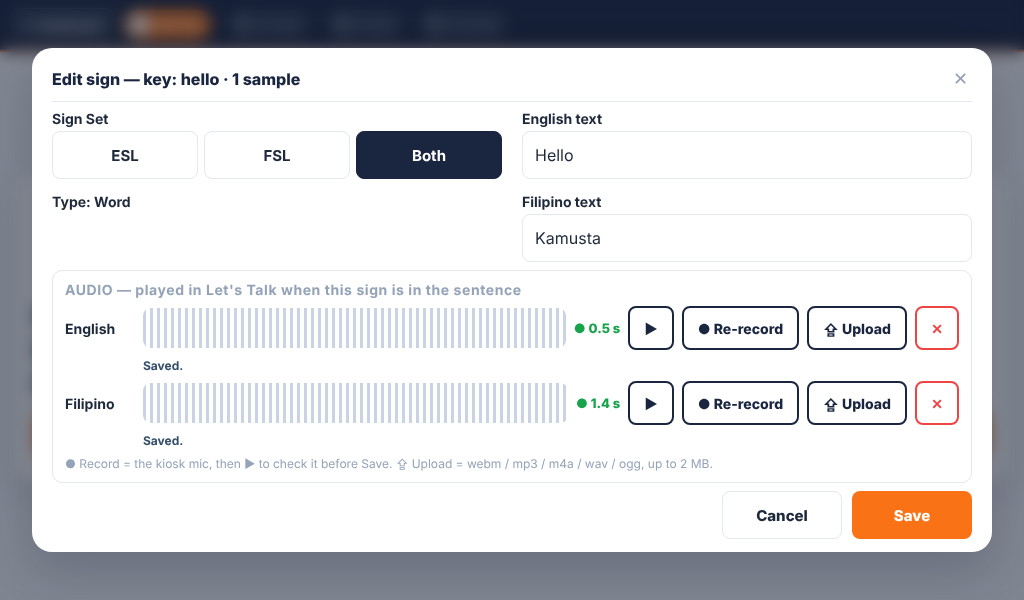 Edit sign — key: hello · 1 sample ×
Sign Set
ESL FSL Both
English text
Hello
Type: Word
Filipino text
Kamusta
AUDIO — played in Let's Talk when this sign is in the sentence
English ● 0.5 s ▶ ● Re-record ⇪ Upload ×
Saved.
Filipino ● 1.4 s ▶ ● Re-record ⇪ Upload ×
Saved.
● Record = the kiosk mic, then ▶ to check it before Save. ⇪ Upload = webm / mp3 / m4a / wav / ogg, up to 2 MB.
Cancel Save